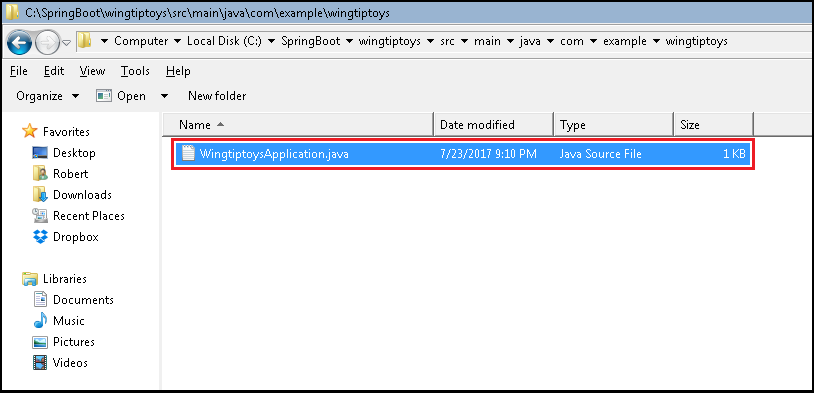 C:\SpringBoot\wingtiptoys\src\main\java\com\example\wingtiptoys
Computer Local Disk (C:) SpringBoot wingtiptoys src main java com example wingtiptoys
File Edit View Tools Help
Organize Open New folder
Name Date modified Type Size
WingtiptoysApplication.java 7/23/2017 9:10 PM Java Source File 1 KB
Favorites
Desktop
Robert
Downloads
Recent Places
Dropbox
Libraries
Documents
Music
Pictures
Videos